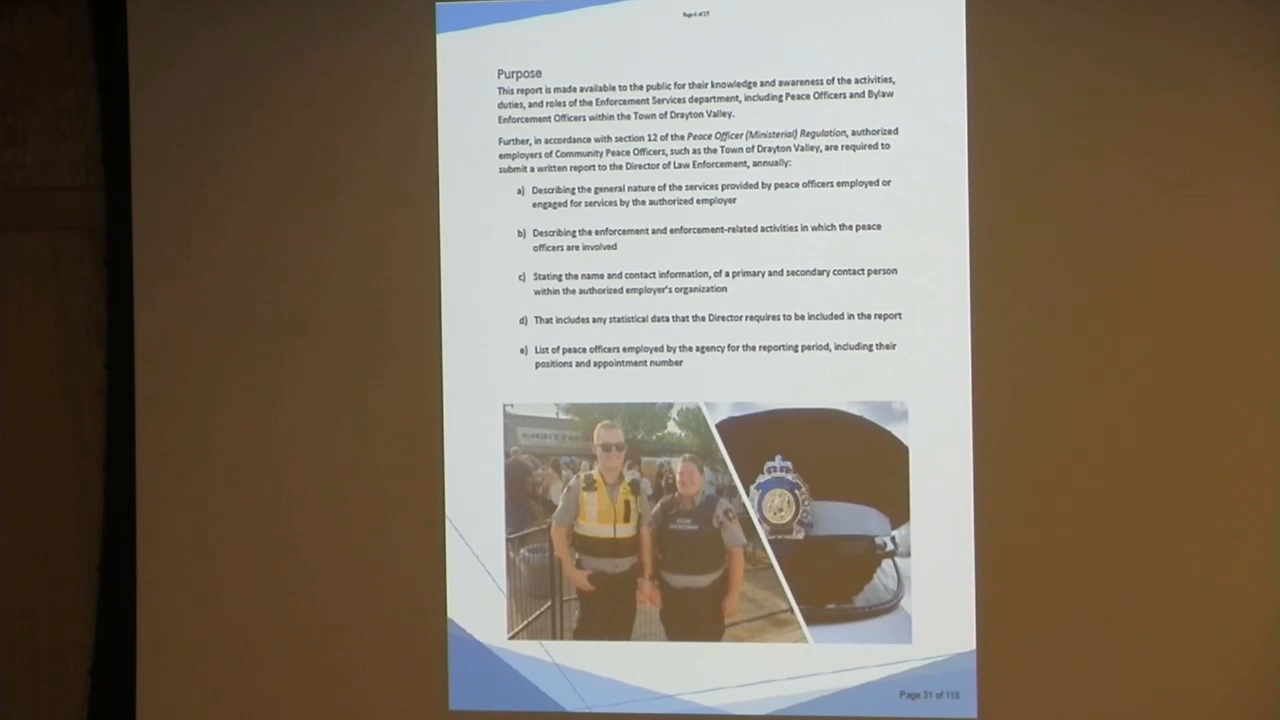 Purpose
This report is made available to the public for their knowledge and awareness of the activities,
duties, and roles of the Enforcement Services department, including Peace Officers and Bylaw
Enforcement Officers within the Town of Drayton Valley.
Further, in accordance with section 12 of the Peace Officer (Ministerial) Regulation, authorized
employers of Community Peace Officers, such as the Town of Drayton Valley, are required to
submit a written report to the Director of Law Enforcement, annually:
a) Describing the general nature of the services provided by peace officers employed or
engaged for services by the authorized employer
b) Describing the enforcement and enforcement-related activities in which the peace
officers are involved
c) Stating the name and contact information, of a primary and secondary contact person
within the authorized employer's organization
d) That includes any statistical data that the Director requires to be included in the report
e) List of peace officers employed by the agency for the reporting period, including their
positions and appointment number
Page 31 of 116